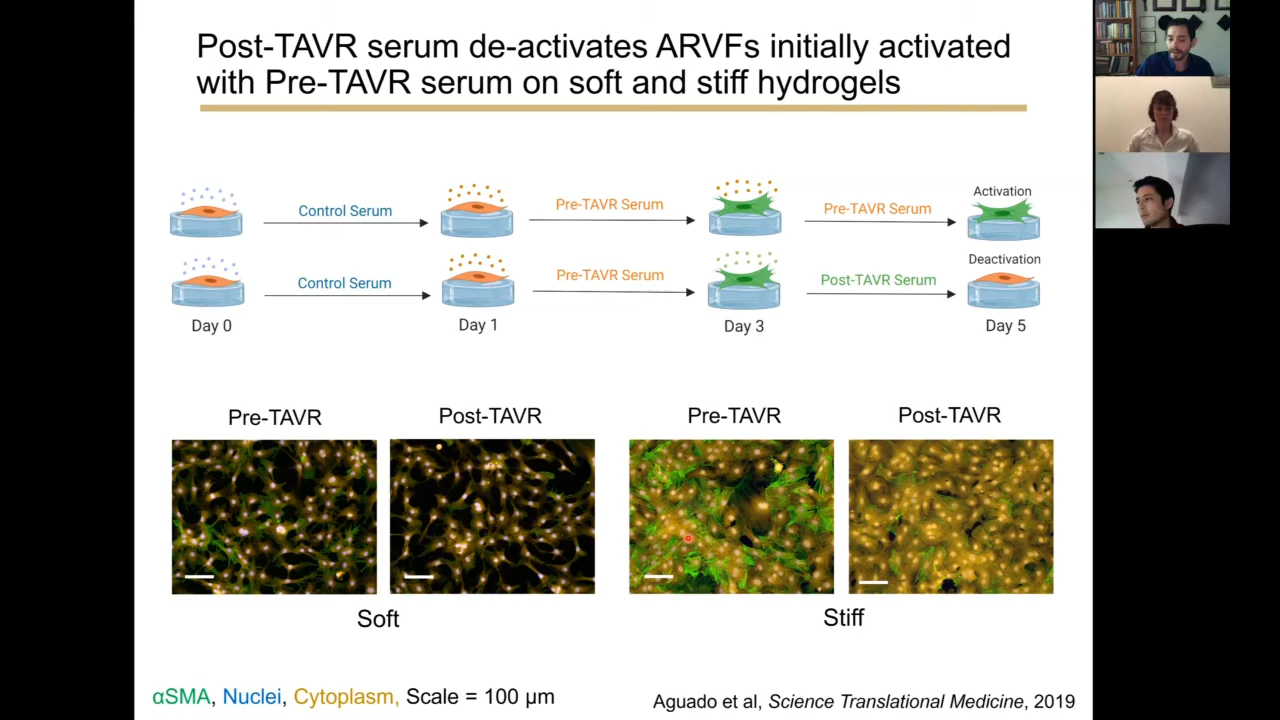 Post-TAVR serum de-activates ARVFs initially activated
with Pre-TAVR serum on soft and stiff hydrogels
Control Serum
Pre-TAVR Serum
Pre-TAVR Serum
Activation
Control Serum
Pre-TAVR Serum
Post-TAVR Serum
Deactivation
Day 0
Day 1
Day 3
Day 5
Pre-TAVR
Post-TAVR
Pre-TAVR
Post-TAVR
Soft
Stiff
αSMA, Nuclei, Cytoplasm, Scale = 100 μm
Aguado et al, Science Translational Medicine, 2019